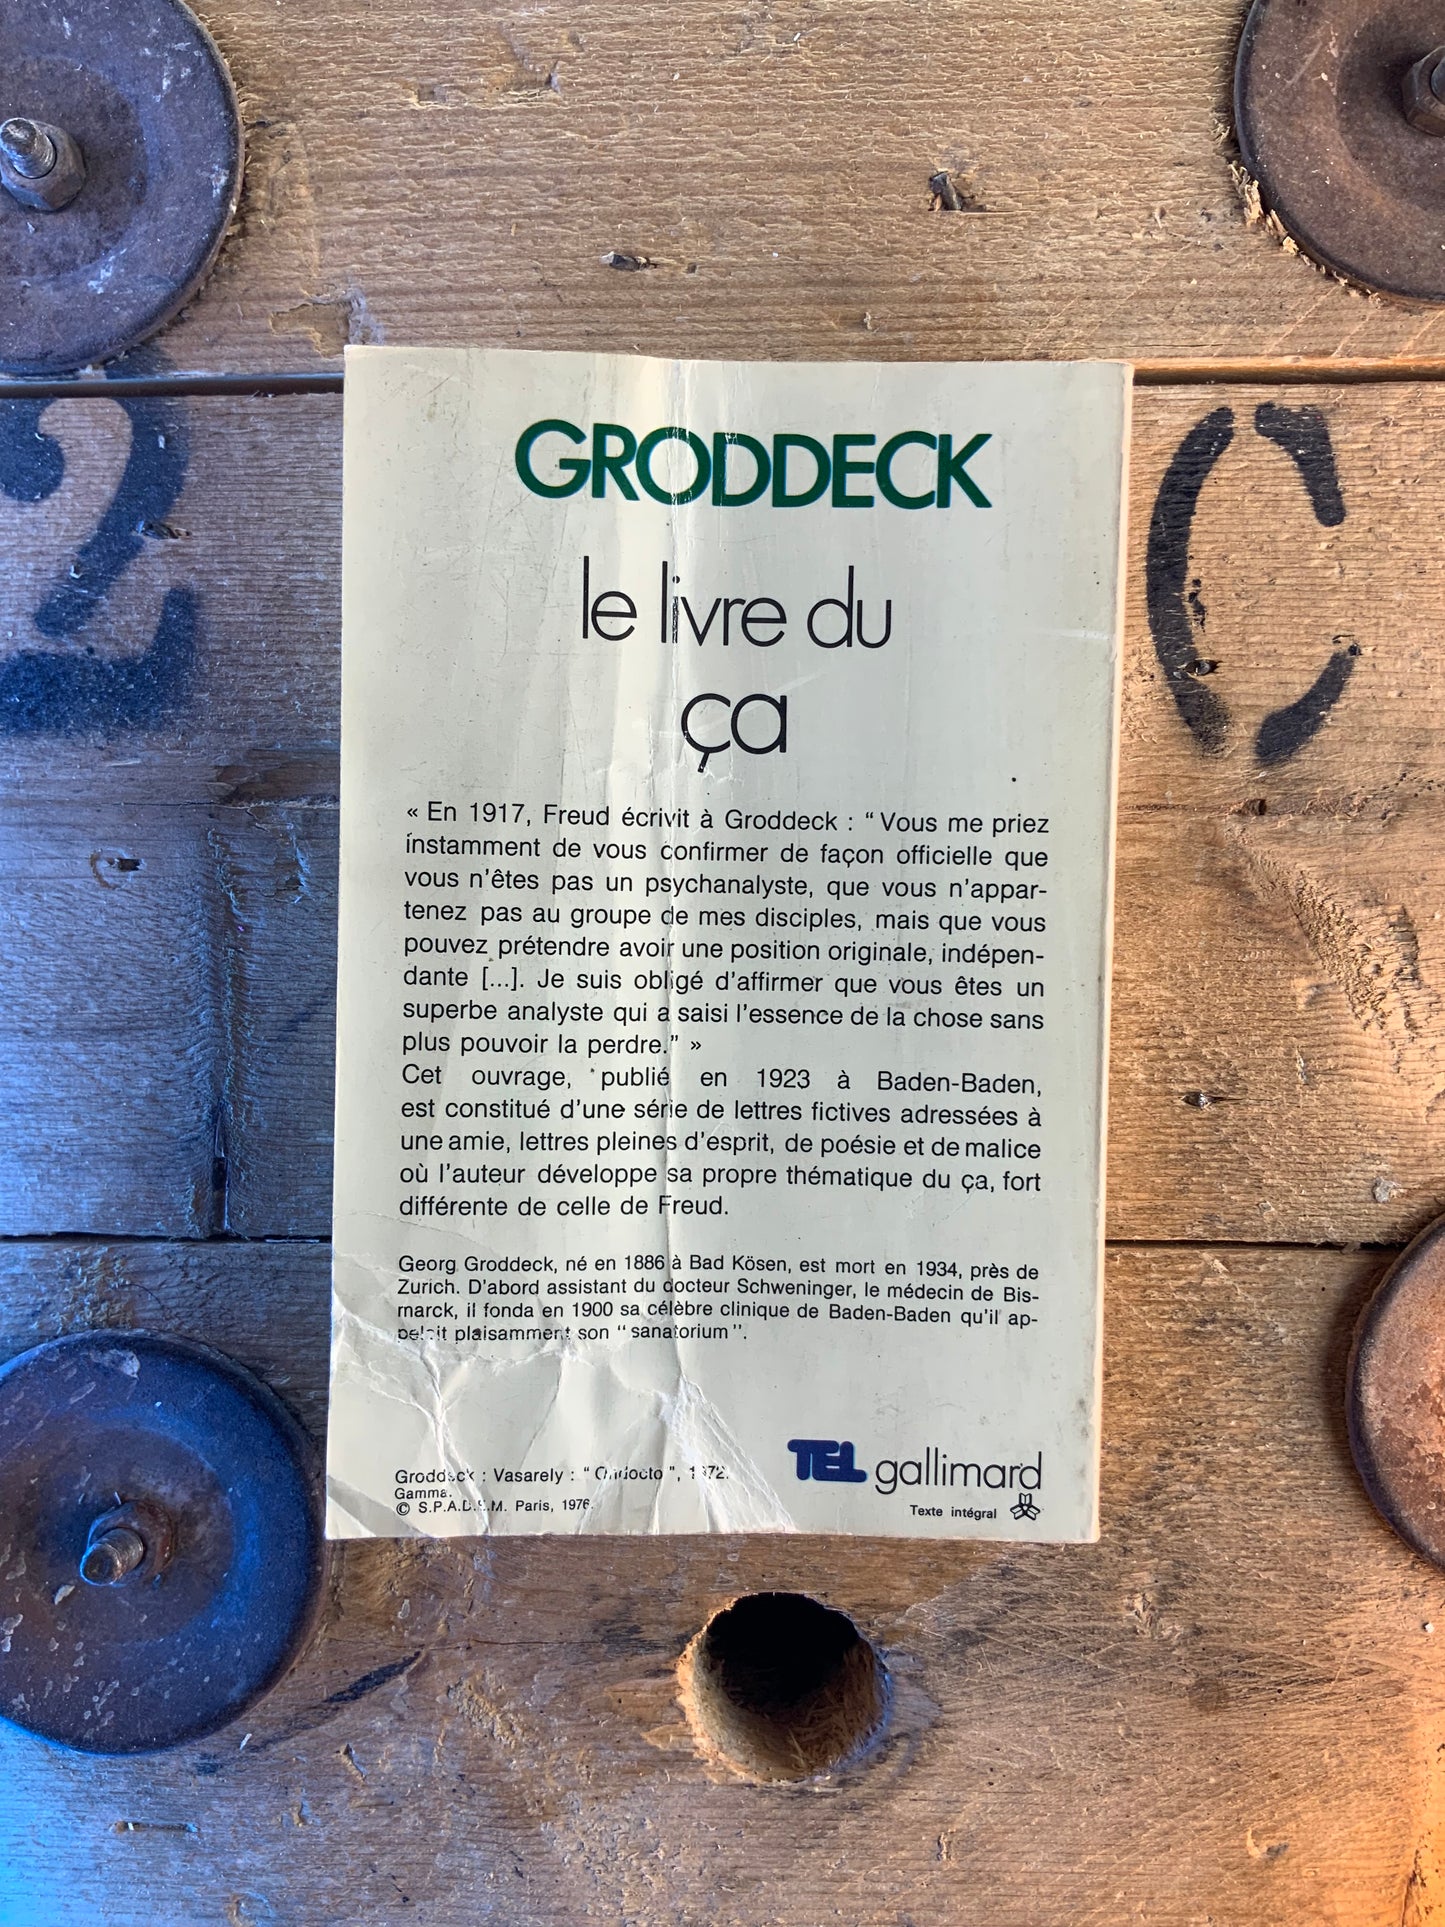 2
C
GRODDECK
le livre du
ça
« En 1917, Freud écrivit à Groddeck : “Vous me priez
instamment de vous confirmer de façon officielle que
vous n'êtes pas un psychanalyste, que vous n'appar-
tenez pas au groupe de mes disciples, mais que vous
pouvez prétendre avoir une position originale, indépen-
dante [...]. Je suis obligé d'affirmer que vous êtes un
superbe analyste qui a saisi l'essence de la chose sans
plus pouvoir la perdre.” »
Cet ouvrage, publié en 1923 à Baden-Baden,
est constitué d'une série de lettres fictives adressées à
une amie, lettres pleines d'esprit, de poésie et de malice
où l'auteur développe sa propre thématique du ça, fort
différente de celle de Freud.
Georg Groddeck, né en 1886 à Bad Kösen, est mort en 1934, près de
Zurich. D'abord assistant du docteur Schweninger, le médecin de Bis-
marck, il fonda en 1900 sa célèbre clinique de Baden-Baden qu'il ap-
pelait plaisamment son “sanatorium”.
Groddeck : Vasarely : 1972.
Gamma.
© Paris, 1976.
TEL gallimard
Texte intégral